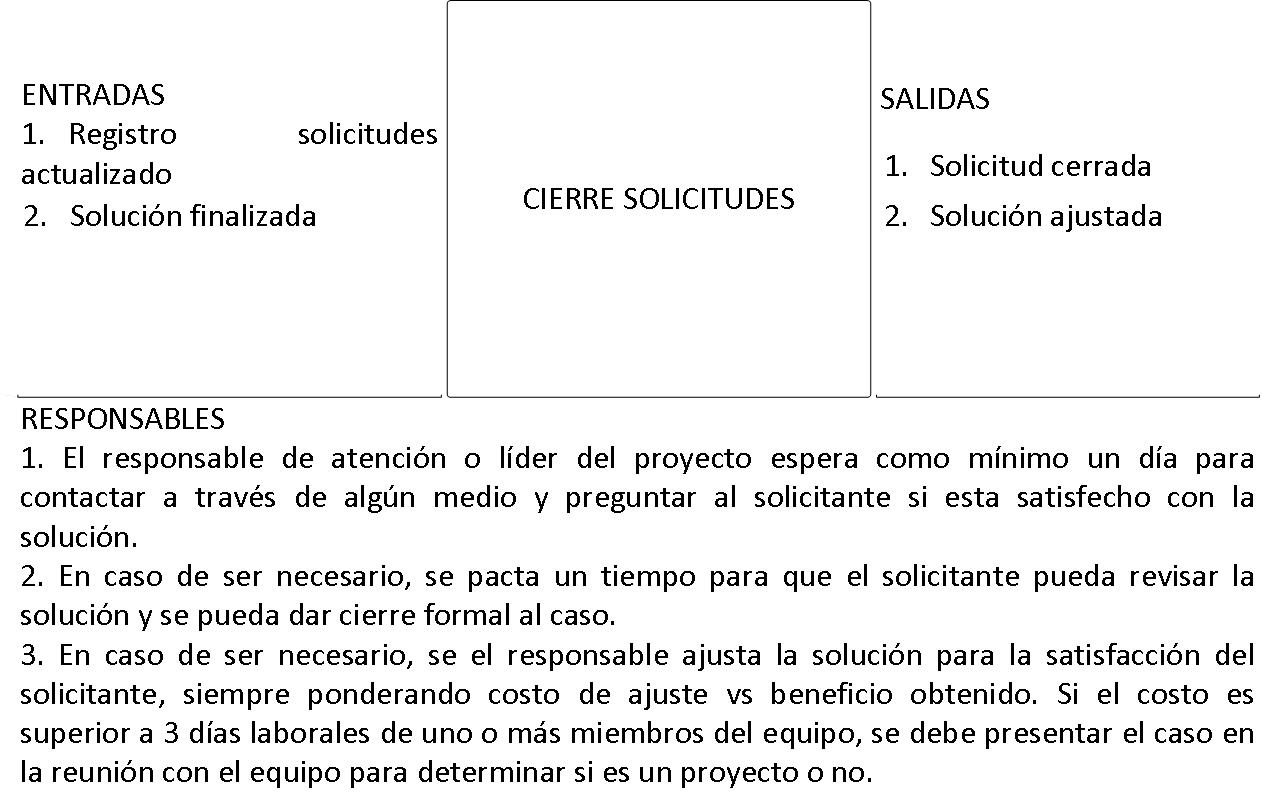 ENTRADAS
1. Registro solicitudes
actualizado
2. Solución finalizada
CIERRE SOLICITUDES
SALIDAS
1. Solicitud cerrada
2. Solución ajustada
RESPONSABLES
1. El responsable de atención o líder del proyecto espera como mínimo un día para
contactar a través de algún medio y preguntar al solicitante si esta satisfecho con la
solución.
2. En caso de ser necesario, se pacta un tiempo para que el solicitante pueda revisar la
solución y se pueda dar cierre formal al caso.
3. En caso de ser necesario, se el responsable ajusta la solución para la satisfacción del
solicitante, siempre ponderando costo de ajuste vs beneficio obtenido. Si el costo es
superior a 3 días laborales de uno o más miembros del equipo, se debe presentar el caso en
la reunión con el equipo para determinar si es un proyecto o no.